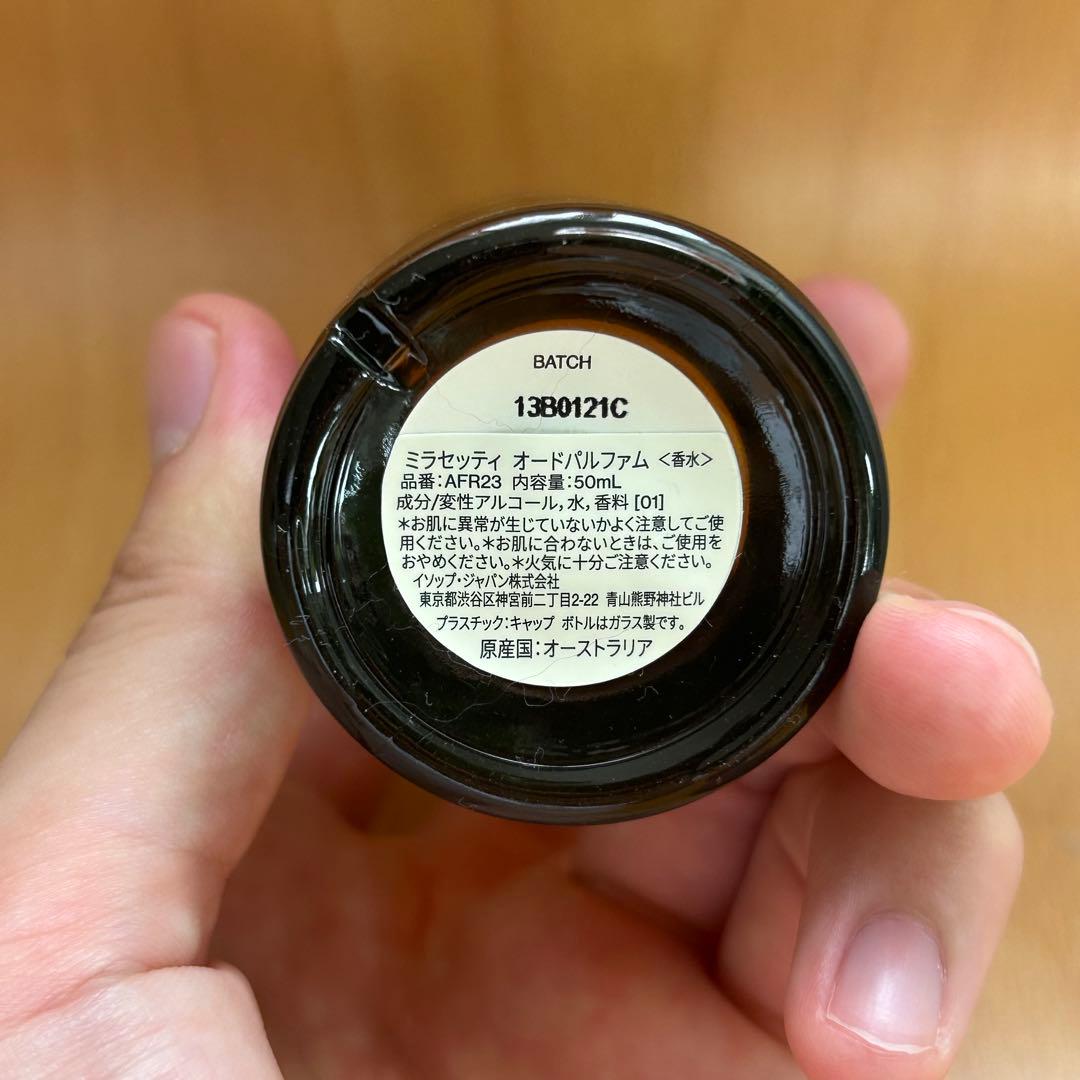 BATCH
13B0121C
ミラセッティ オードパルファム <香水>
品番:AFR23 内容量:50mL
成分/変性アルコール, 水, 香料 [01]
*お肌に異常が生じていないかよく注意してご使
用ください。*お肌に合わないときは、ご使用を
おやめください。*火気に十分ご注意ください。
イソップ・ジャパン株式会社
東京都渋谷区神宮前二丁目2-22 青山熊野神社ビル
プラスチック:キャップ ボトルはガラス製です。
原産国:オーストラリア